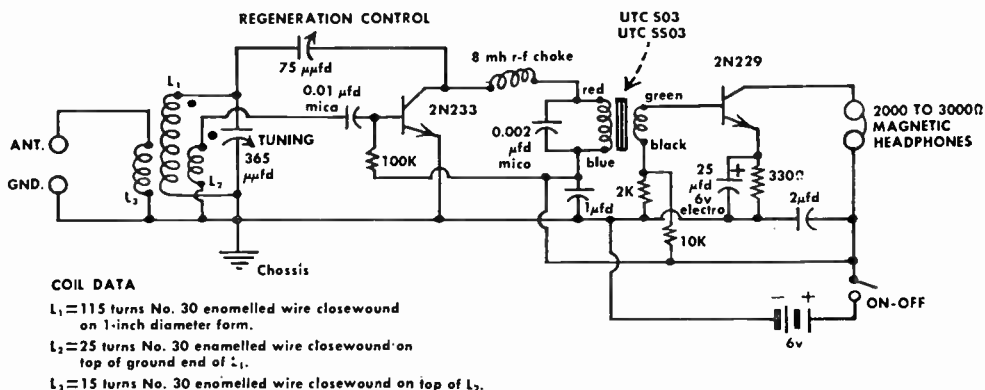 REGENERATION CONTROL
75 μμfd
L₁
0.01 μfd mica
2N233
8 mh r-f choke
UTC SO3
UTC SSO3
red
green
2N229
ANT.
GND.
L₃
L₂
TUNING
365 μμfd
100K
0.002 μfd mico
blue
black
1μfd
2K
10K
25 μfd 6v electro
+
330Ω
2μfd
2000 TO 3000Ω
MAGNETIC
HEADPHONES
Chassis
- +
6v
ON-OFF
COIL DATA
L₁=115 turns No. 30 enamelled wire closewound
on 1-inch diameter form.
L₂=25 turns No. 30 enamelled wire closewound on
top of ground end of L₁.
L₃=15 turns No. 30 enamelled wire closewound on top of L₂.